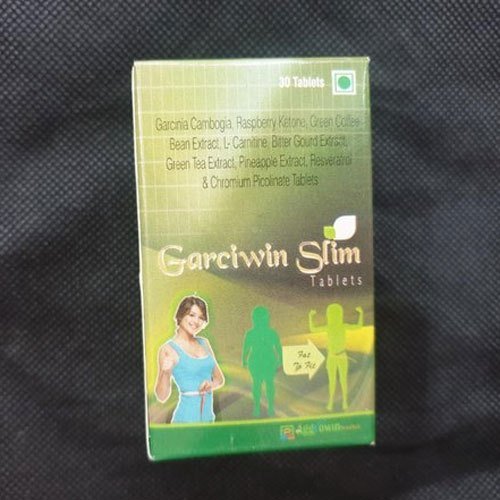 30 Tablets
Garcinia Cambogia, Raspberry Ketone, Green Coffee
Bean Extract, L- Carnitine, Bitter Gourd Extract,
Green Tea Extract, Pineapple Extract, Resveratrol
& Chromium Picolinate Tablets
Garciwin Slim
Tablets
Fat
To Fit